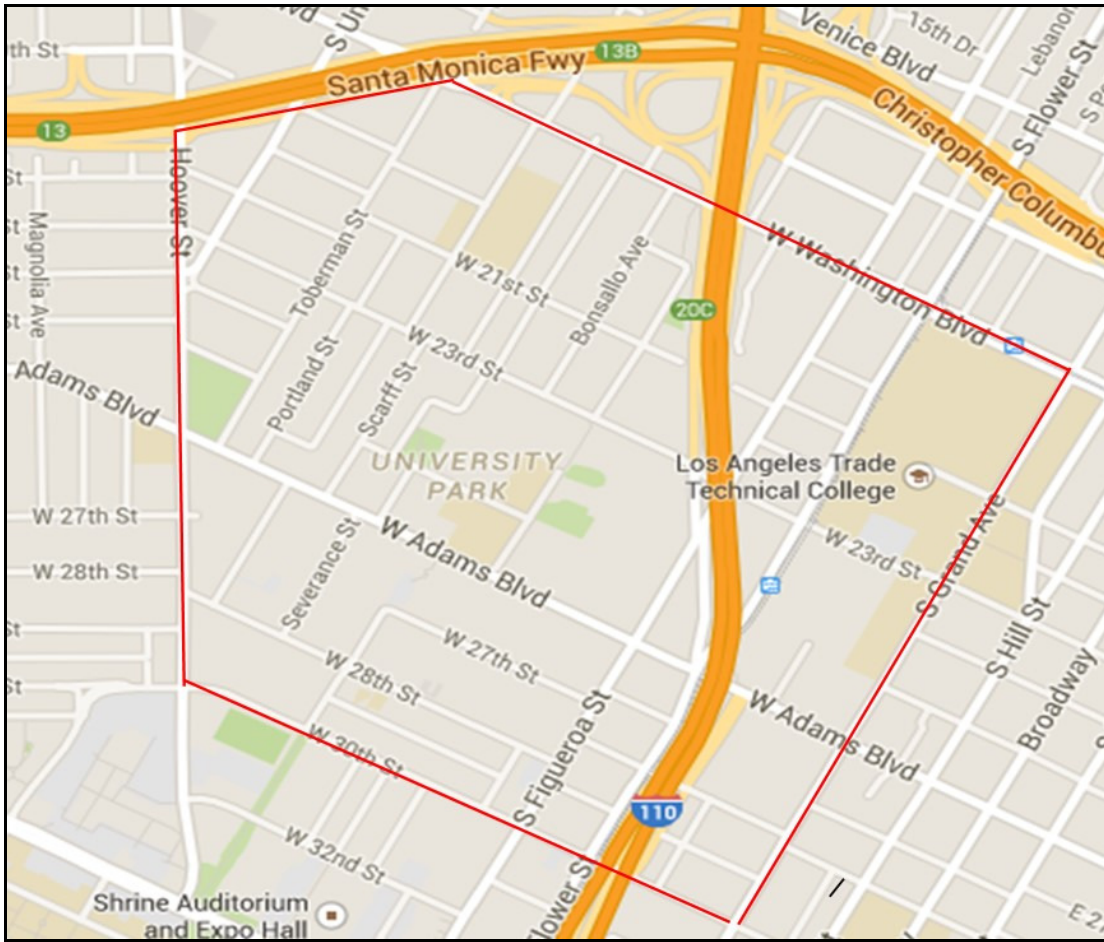 Santa Monica Fwy
13B
Venice Blvd
15th Dr
S Flower St
13
Christopher Columbu
Hoover St
Magnolia Ave
Toberman St
W 21st St
Bonsallo Ave
W Washington Blvd
20C
W 23rd St
Portland St
Scarff St
Adams Blvd
UNIVERSITY
PARK
Los Angeles Trade
Technical College
W 27th St
W Adams Blvd
W 23rd St
S Grand Ave
W 28th St
Severance St
W 27th St
S Hill St
W 28th St
Broadway
W Adams Blvd
W 30th St
S Figueroa St
110
W 32nd St
Flower St
Shrine Auditorium
and Expo Hall